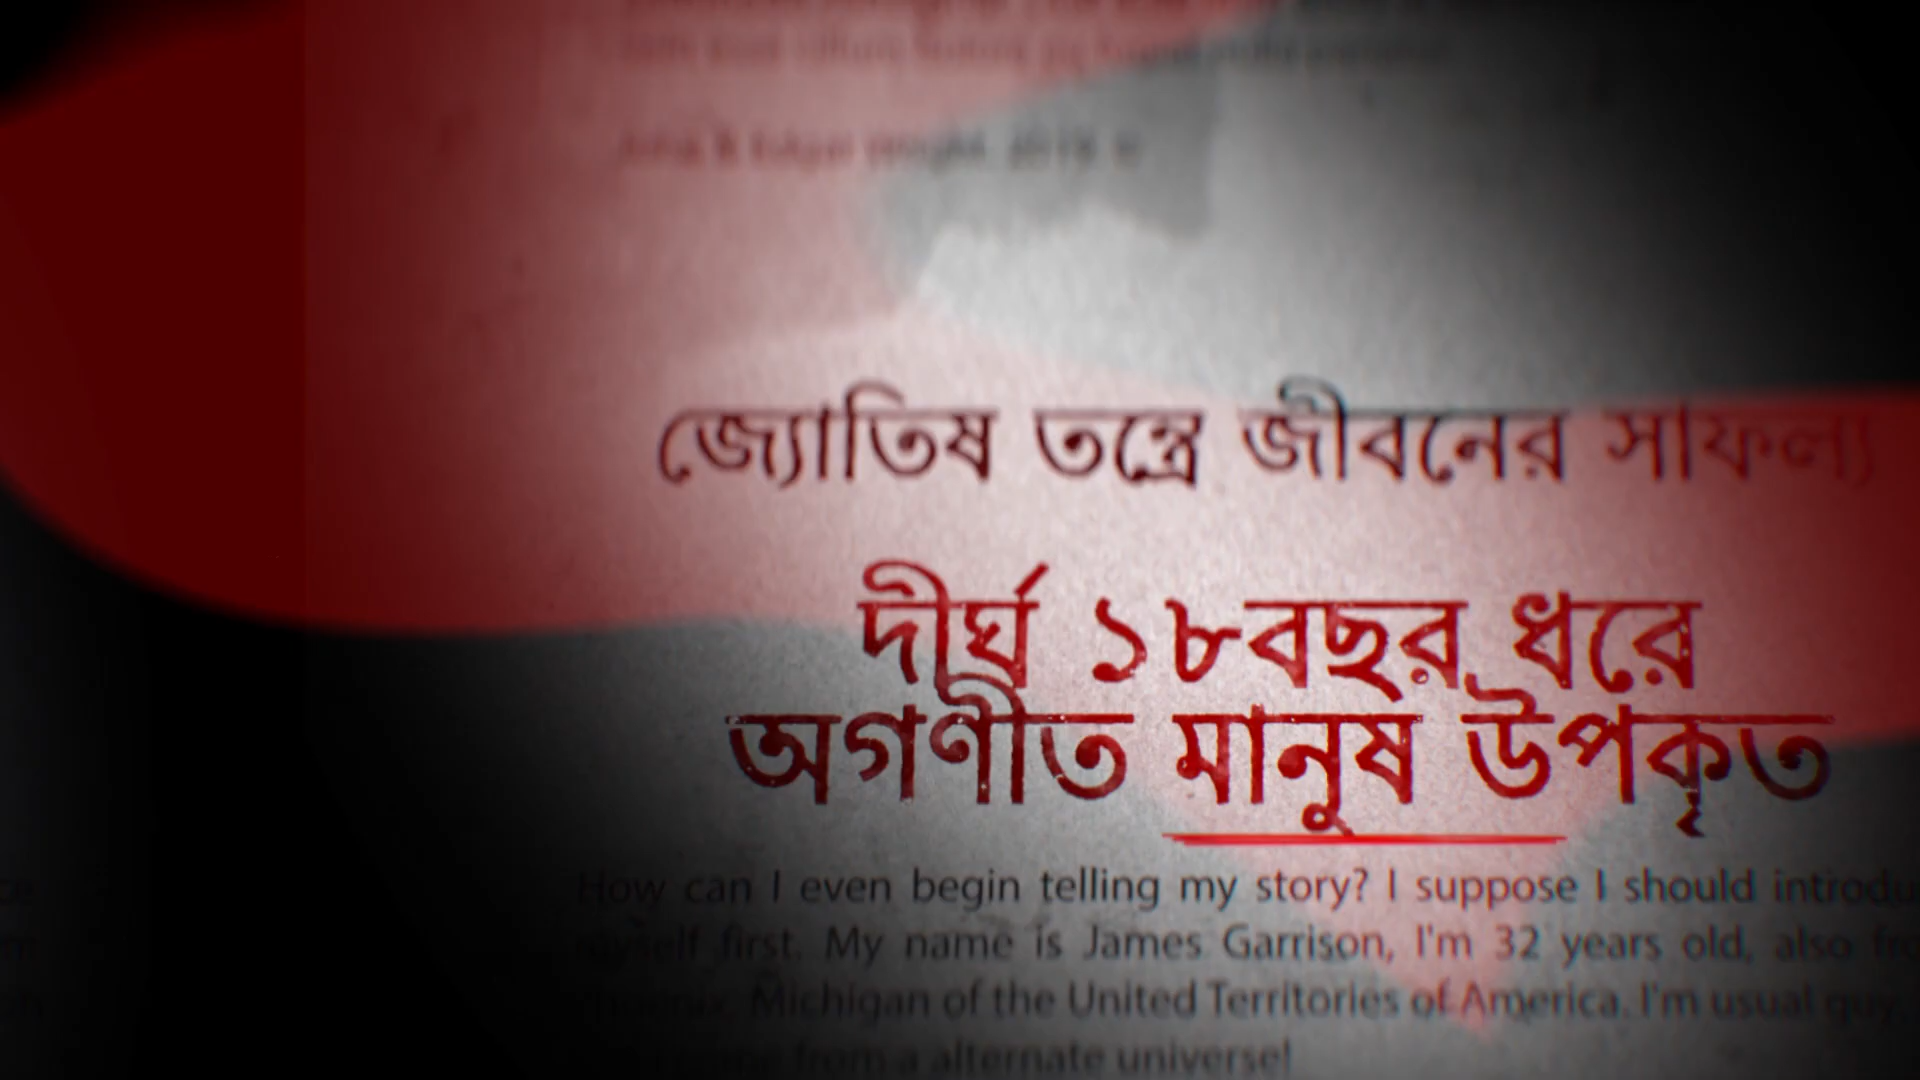 জ্যোতিষ তন্ত্রে জীবনের সাফল্য
দীর্ঘ ১৮বছর ধরে
অগণীত মানুষ উপকৃত
How can I even begin telling my story? I suppose I should
myself first. My name is James Garrison, I'm 32 years old, also
Michigan of the United Territories of America. I'm usual guy,
from a alternate universe!